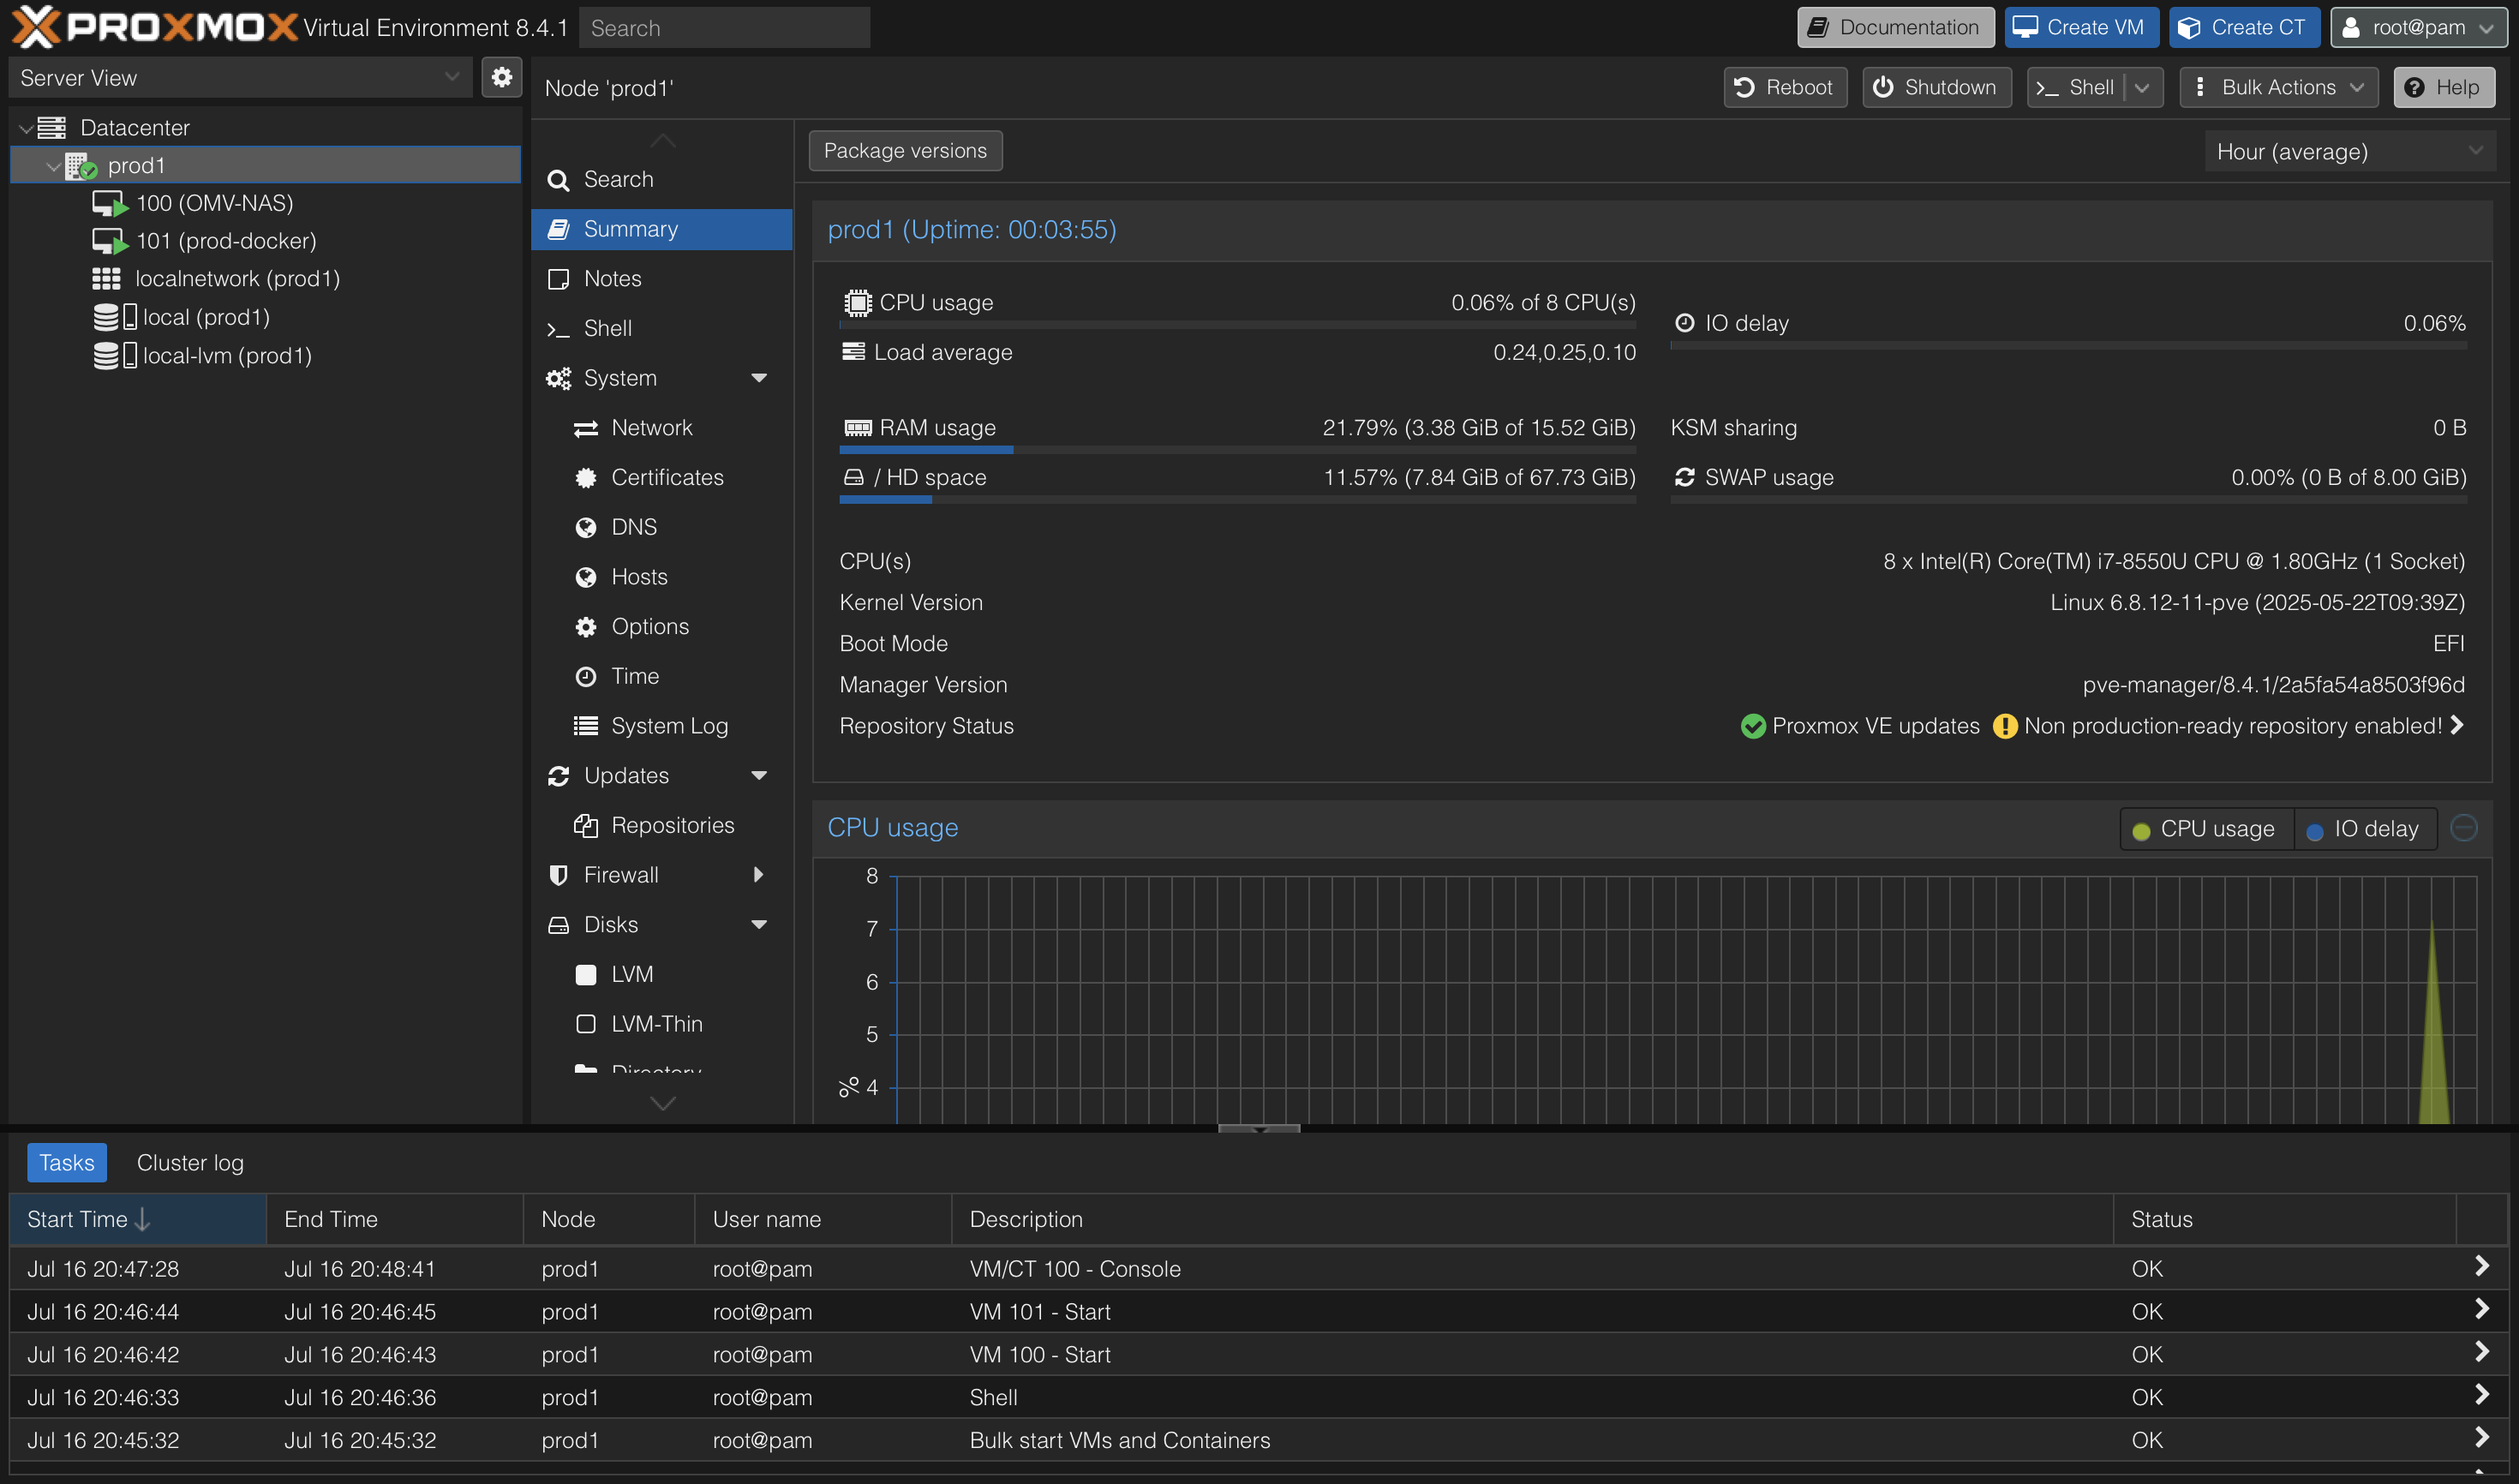 PROXMOX Virtual Environment 8.4.1 Search Documentation Create VM Create CT root@pam
Server View
Node 'prod1' Reboot Shutdown >_ Shell Bulk Actions Help
Datacenter
prod1
100 (OMV-NAS)
101 (prod-docker)
localnetwork (prod1)
local (prod1)
local-lvm (prod1)
Search
Summary
Notes
Shell
System
Network
Certificates
DNS
Hosts
Options
Time
System Log
Updates
Repositories
Firewall
Disks
LVM
LVM-Thin
Directory
Package versions Hour (average)
prod1 (Uptime: 00:03:55)
CPU usage 0.06% of 8 CPU(s)
IO delay 0.06%
Load average 0.24,0.25,0.10
RAM usage 21.79% (3.38 GiB of 15.52 GiB)
KSM sharing 0 B
/ HD space 11.57% (7.84 GiB of 67.73 GiB)
SWAP usage 0.00% (0 B of 8.00 GiB)
CPU(s) 8 x Intel(R) Core(TM) i7-8550U CPU @ 1.80GHz (1 Socket)
Kernel Version Linux 6.8.12-11-pve (2025-05-22T09:39Z)
Boot Mode EFI
Manager Version pve-manager/8.4.1/2a5fa54a8503f96d
Repository Status Proxmox VE updates Non production-ready repository enabled!
CPU usage CPU usage IO delay
8
7
6
5
% 4
Tasks Cluster log
Start Time End Time Node User name Description Status
Jul 16 20:47:28 Jul 16 20:48:41 prod1 root@pam VM/CT 100 - Console OK
Jul 16 20:46:44 Jul 16 20:46:45 prod1 root@pam VM 101 - Start OK
Jul 16 20:46:42 Jul 16 20:46:43 prod1 root@pam VM 100 - Start OK
Jul 16 20:46:33 Jul 16 20:46:36 prod1 root@pam Shell OK
Jul 16 20:45:32 Jul 16 20:45:32 prod1 root@pam Bulk start VMs and Containers OK